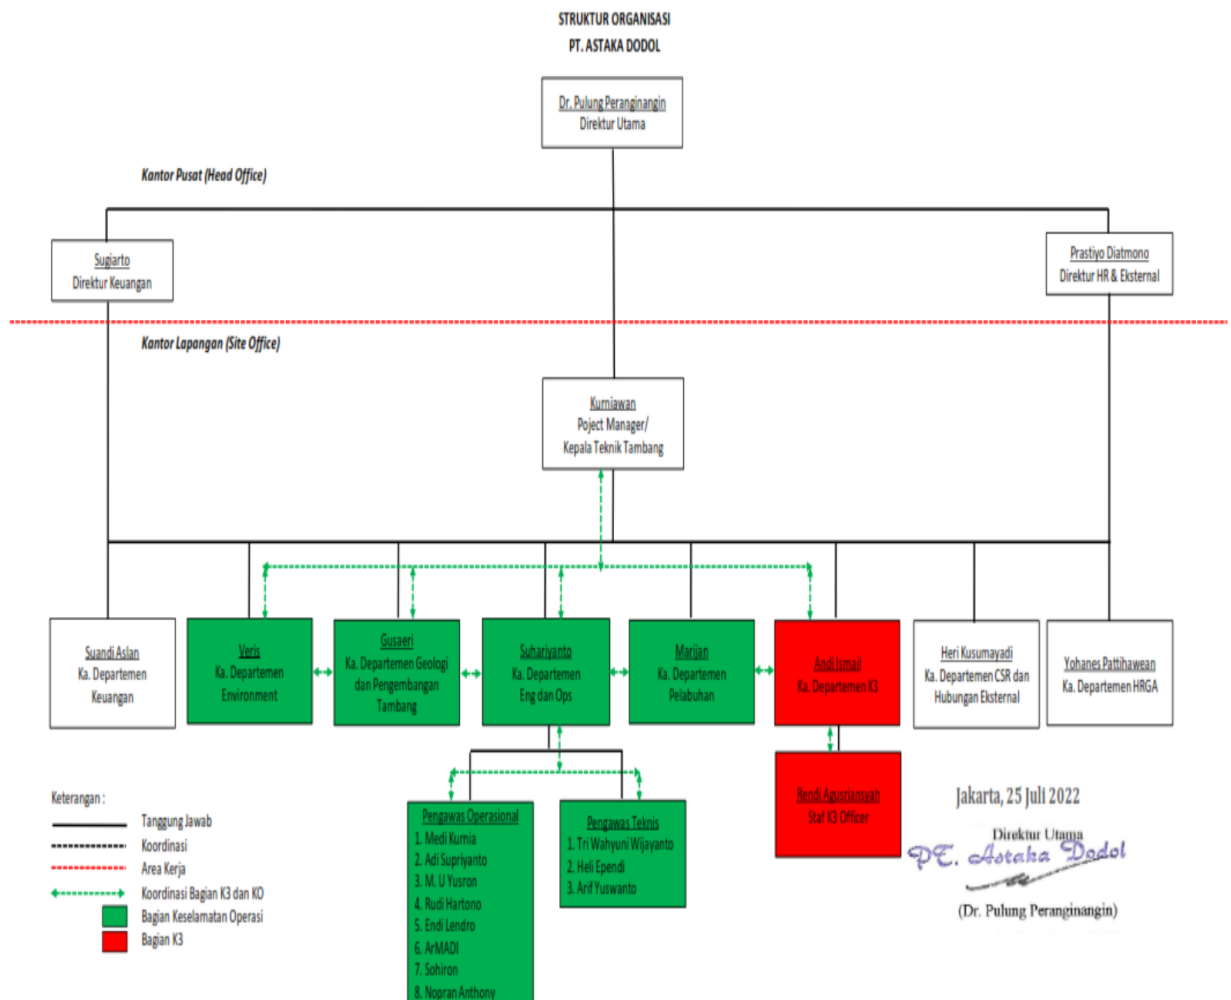 STRUKTUR ORGANISASI
PT. ASTAKA DODOL
Dr. Pulung Peranginangin
Direktur Utama
Kantor Pusat (Head Office)
Sugiarto
Direktur Keuangan
Prastiyo Diatmono
Direktur HR & Eksternal
Kantor Lapangan (Site Office)
Kurniawan
Poject Manager/
Kepala Teknik Tambang
Suandi Aslan
Ka. Departemen
Keuangan
Veris
Ka. Departemen
Environment
Gusaeri
Ka. Departemen Geologi
dan Pengembangan
Tambang
Suhariyanto
Ka. Departemen
Eng dan Ops
Marijan
Ka. Departemen
Pelabuhan
Andi Ismail
Ka. Departemen K3
Heri Kusumayadi
Ka. Departemen CSR dan
Hubungan Eksternal
Yohanes Pattihawean
Ka. Departemen HRGA
Pengawas Operasional
1. Medi Kurnia
2. Adi Supriyanto
3. M. U Yusron
4. Rudi Hartono
5. Endi Lendro
6. ArMADI
7. Sohiron
8. Nopran Anthony
Pengawas Teknis
1. Tri Wahyuni Wijayanto
2. Heli Ependi
3. Arif Yuswanto
Rendi Agusriansyah
Staf K3 Officer
Keterangan :
Tanggung Jawab
Koordinasi
Area Kerja
Koordinasi Bagian K3 dan KO
Bagian Keselamatan Operasi
Bagian K3
Jakarta, 25 Juli 2022
Direktur Utama
PT. Astaka Dodol
(Dr. Pulung Peranginangin)